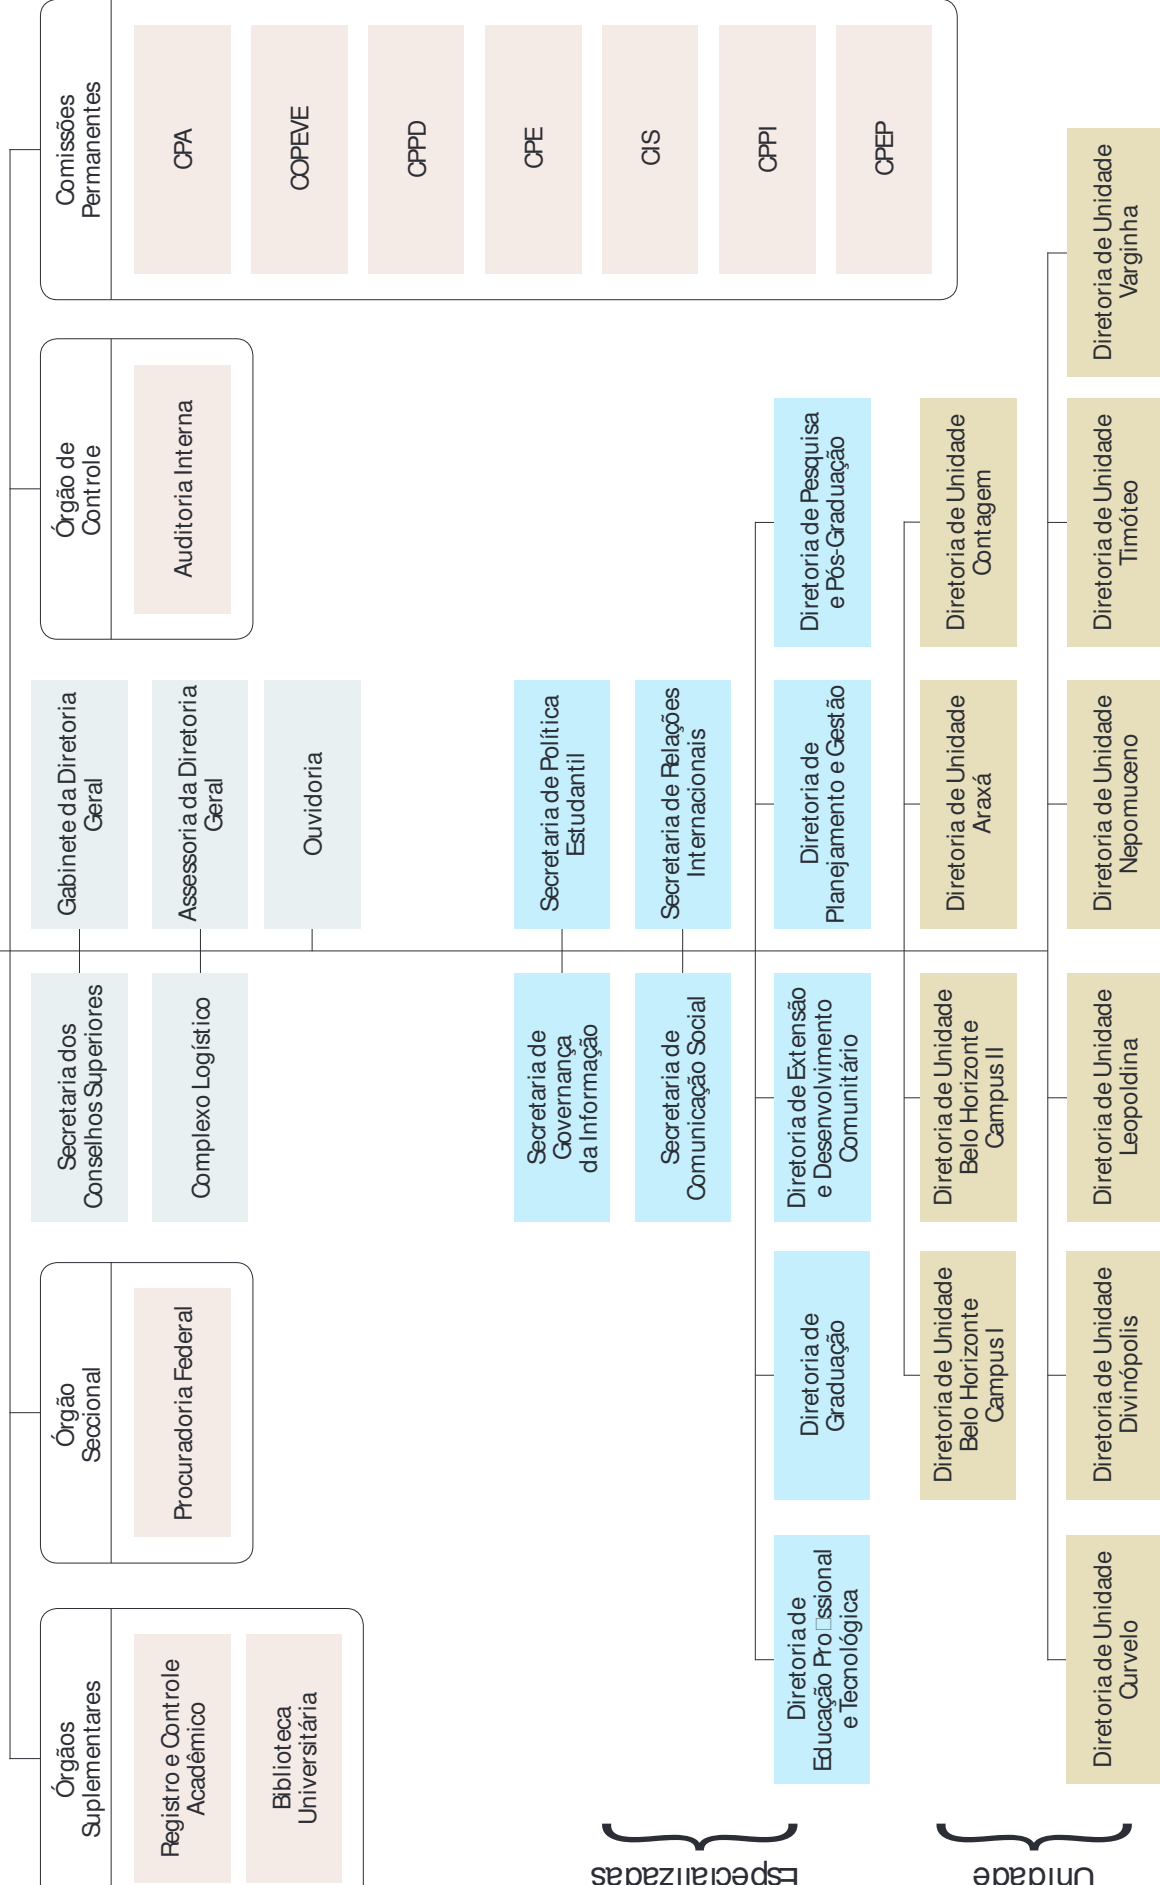 Órgãos
Suplementares
Registro e Controle
Acadêmico
Biblioteca
Universitária
Órgão
Seccional
Procuradoria Federal
Secretaria dos
Conselhos Superiores
Complexo Logístico
Gabinete da Diretoria
Geral
Assessoria da Diretoria
Geral
Ouvidoria
Órgão de
Controle
Auditoria Interna
Comissões
Permanentes
CPA
COPEVE
CPPD
CPE
CIS
CPPI
CPEP
Especializadas
Secretaria de
Governança
da Informação
Secretaria de Política
Estudantil
Secretaria de
Comunicação Social
Secretaria de Relações
Internacionais
Diretoria de
Educação Pro□ssional
e Tecnológica
Diretoria de
Graduação
Diretoria de Extensão
e Desenvolvimento
Comunitário
Diretoria de
Planejamento e Gestão
Diretoria de Pesquisa
e Pós-Graduação
Unidade
Diretoria de Unidade
Belo Horizonte
Campus I
Diretoria de Unidade
Belo Horizonte
Campus II
Diretoria de Unidade
Araxá
Diretoria de Unidade
Contagem
Diretoria de Unidade
Curvelo
Diretoria de Unidade
Divinópolis
Diretoria de Unidade
Leopoldina
Diretoria de Unidade
Nepomuceno
Diretoria de Unidade
Timóteo
Diretoria de Unidade
Varginha